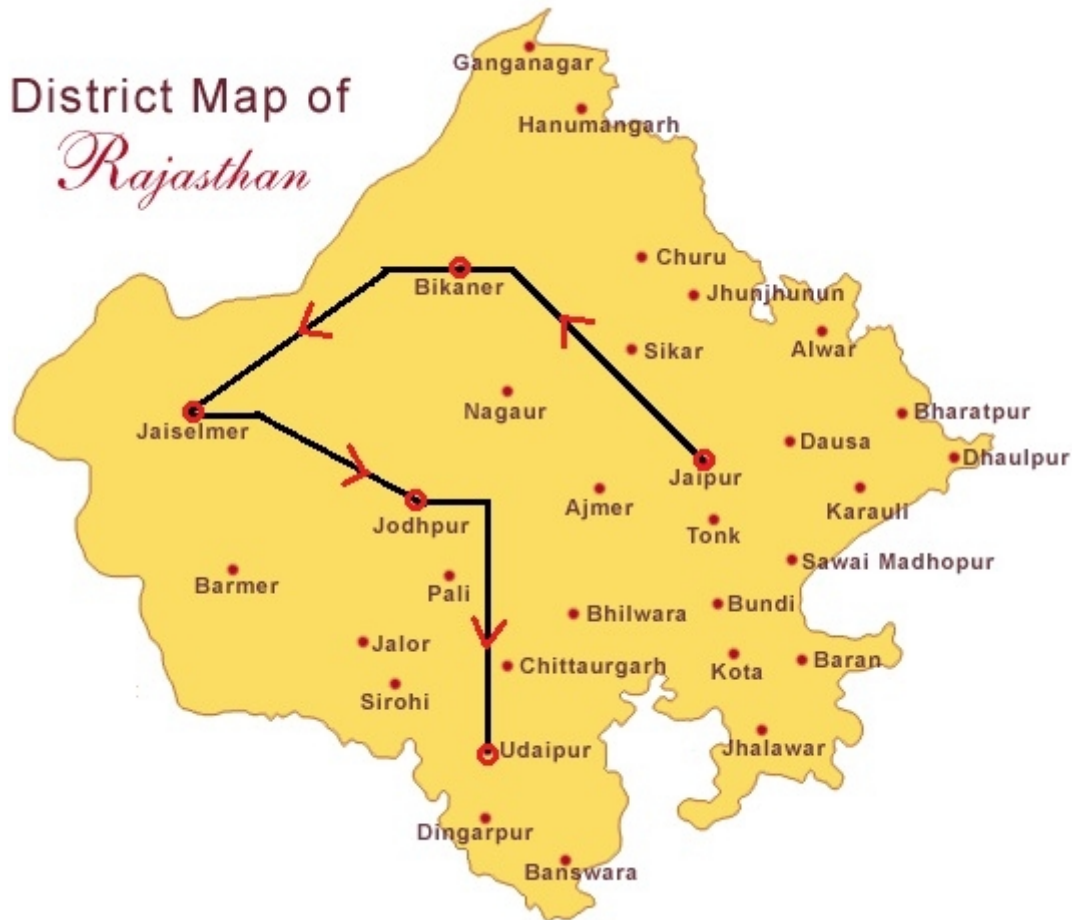 Ganganagar
District Map of
Hanumangarh
Rajasthan
Churu
Bikaner
Jhunjhunun
Sikar
Alwar
Nagaur
Bharatpur
Jaiselmer
Dausa
Dhaulpur
Jaipur
Ajmer
Karauli
Jodhpur
Tonk
Sawai Madhopur
Barmer
Pali
Bhilwara
Bundi
Jalor
Chittaurgarh
Kota
Baran
Sirohi
Udaipur
Jhalawar
Dingarpur
Banswara